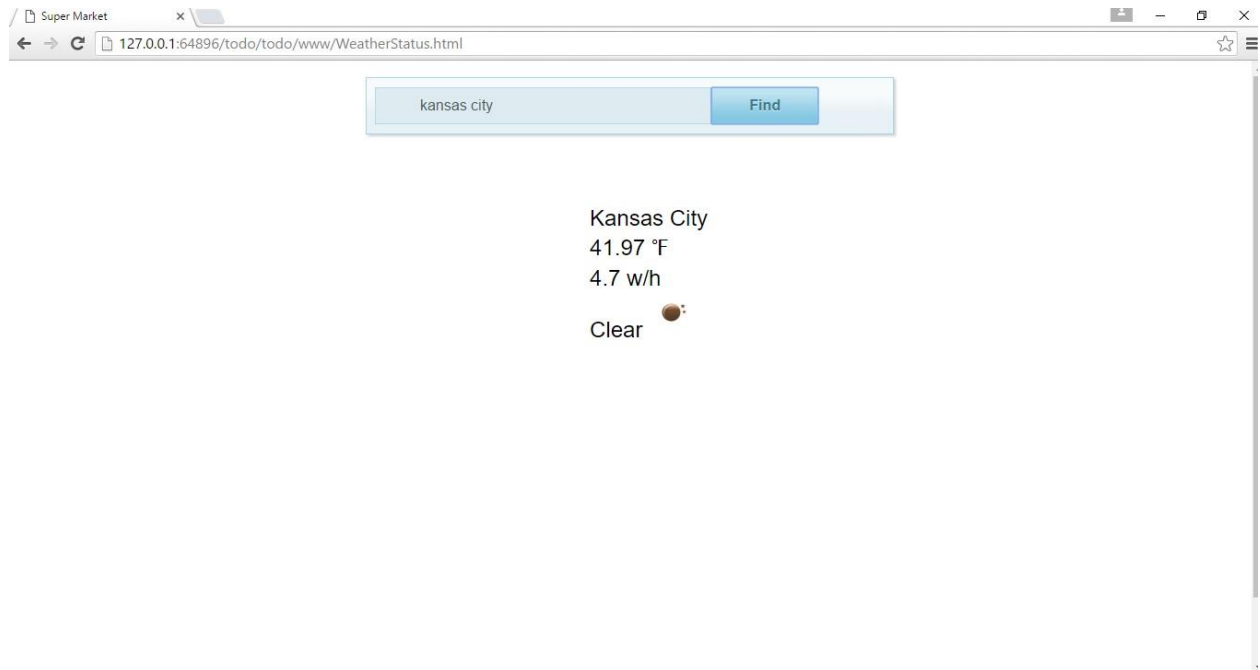 Super Market
127.0.0.1:64896/todo/todo/www/WeatherStatus.html
kansas city Find
Kansas City
41.97 ℉
4.7 w/h
Clear